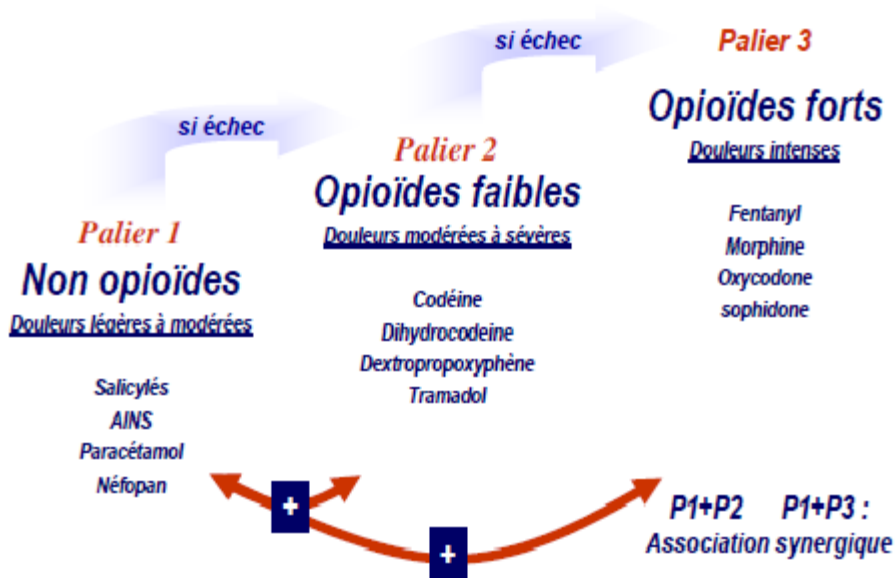 si échec
Palier 3
Opioïdes forts
Douleurs intenses
Fentanyl
Morphine
Oxycodone
sophidone
si échec
Palier 2
Opioïdes faibles
Douleurs modérées à sévères
Codéine
Dihydrocodeine
Dextropropoxyphène
Tramadol
Palier 1
Non opioïdes
Douleurs légères à modérées
Salicylés
AINS
Paracétamol
Néfopan
+
+
P1+P2 P1+P3 :
Association synergique